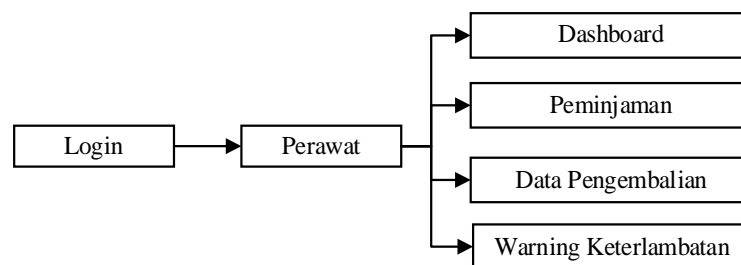 Login
Perawat
Dashboard
Peminjaman
Data Pengembalian
Warning Keterlambatan